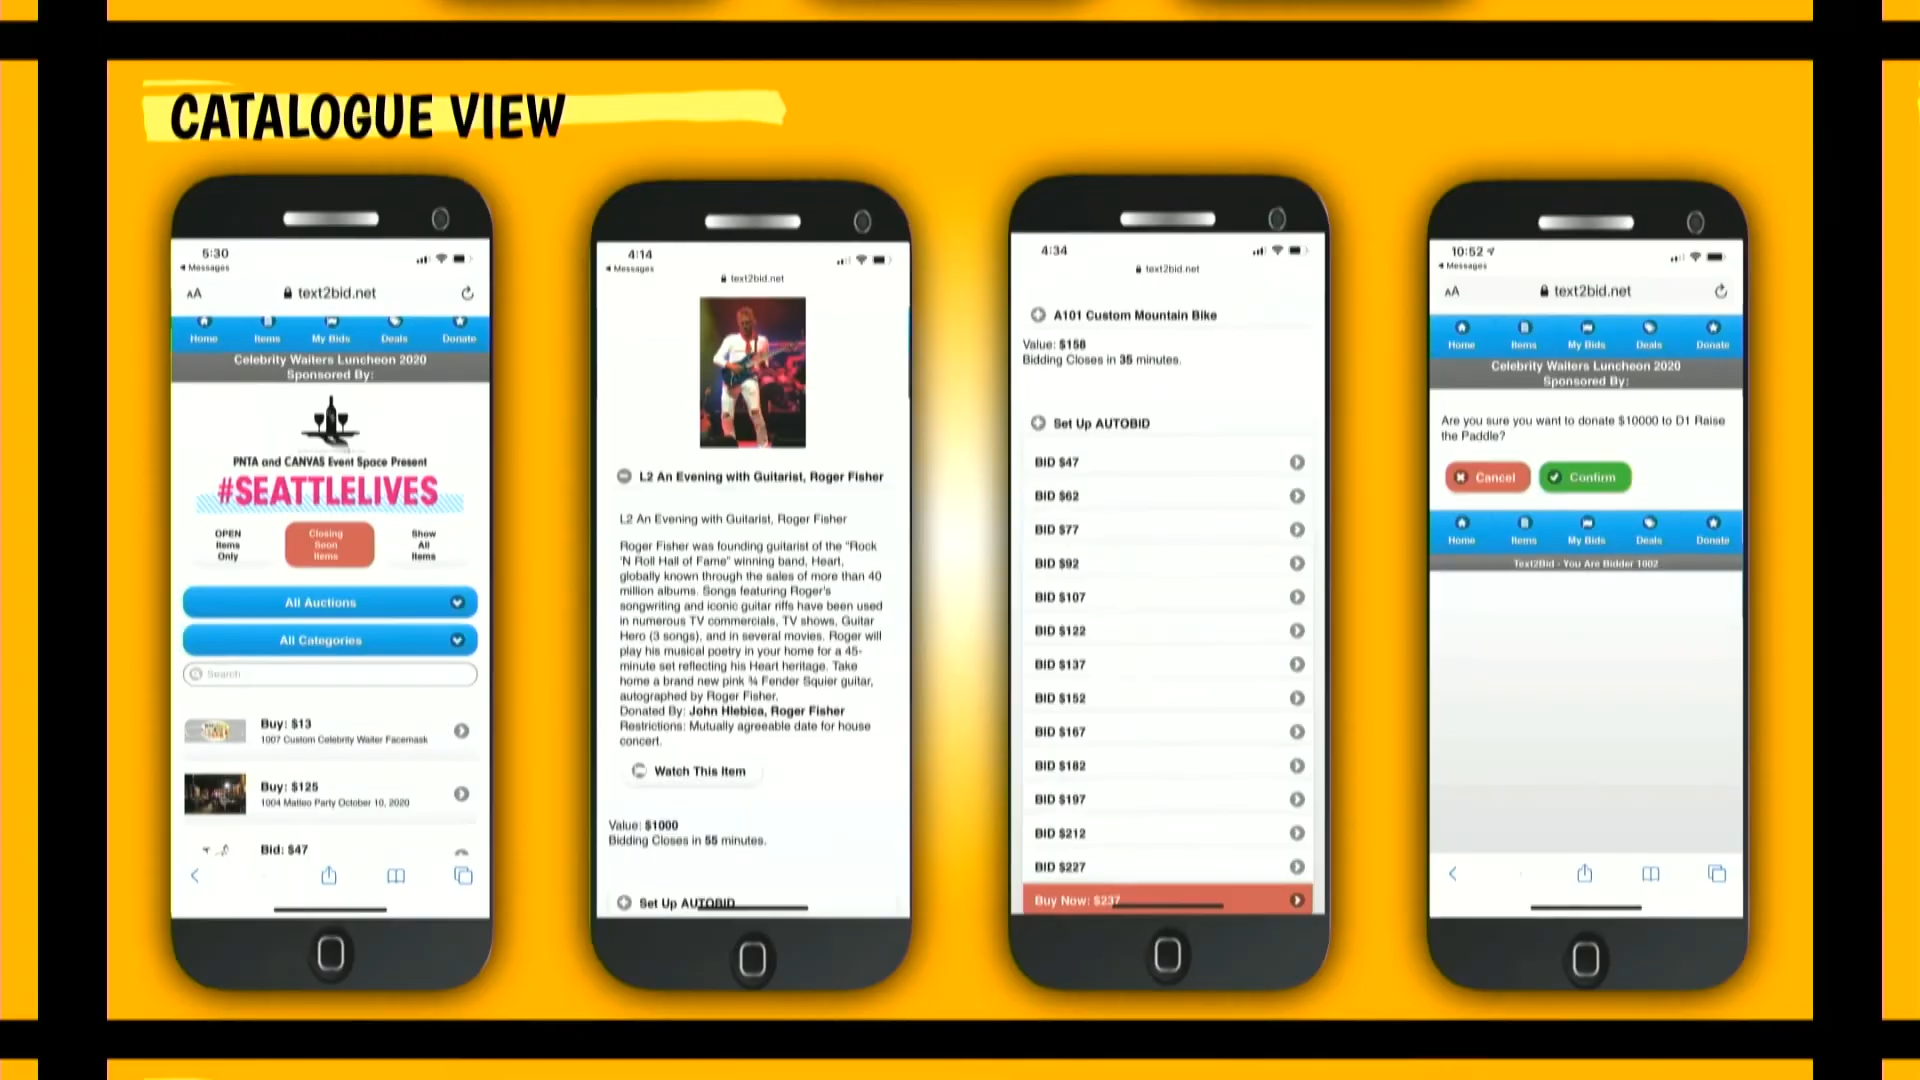 CATALOGUE VIEW
5:30
Messages
AA text2bid.net
Home Items My Bids Deals Donate
Celebrity Waiters Luncheon 2020
Sponsored By:
PNTA and CANVAS Event Space Present
#SEATTLELIVES
OPEN
Items
Only
Closing
Soon
Items
Show
All
Items
All Auctions
All Categories
Search
Buy: $13
1007 Custom Celebrity Waiter Facemask
Buy: $125
1004 Matteo Party October 10, 2020
Bid: $47
4:14
Messages
text2bid.net
L2 An Evening with Guitarist, Roger Fisher
L2 An Evening with Guitarist, Roger Fisher
Roger Fisher was founding guitarist of the "Rock
'N Roll Hall of Fame" winning band, Heart,
globally known through the sales of more than 40
million albums. Songs featuring Roger's
songwriting and iconic guitar riffs have been used
in numerous TV commercials, TV shows, Guitar
Hero (3 songs), and in several movies. Roger will
play his musical poetry in your home for a 45-
minute set reflecting his Heart heritage. Take
home a brand new pink ¾ Fender Squier guitar,
autographed by Roger Fisher.
Donated By: John Hlebica, Roger Fisher
Restrictions: Mutually agreeable date for house
concert.
Watch This Item
Value: $1000
Bidding Closes in 55 minutes.
Set Up AUTOBID
4:34
text2bid.net
A101 Custom Mountain Bike
Value: $158
Bidding Closes in 35 minutes.
Set Up AUTOBID
BID $47
BID $62
BID $77
BID $92
BID $107
BID $122
BID $137
BID $152
BID $167
BID $182
BID $197
BID $212
BID $227
Buy Now: $237
10:52
Messages
AA text2bid.net
Home Items My Bids Deals Donate
Celebrity Waiters Luncheon 2020
Sponsored By:
Are you sure you want to donate $10000 to D1 Raise
the Paddle?
Cancel Confirm
Home Items My Bids Deals Donate
Text2Bid - You Are Bidder 1002